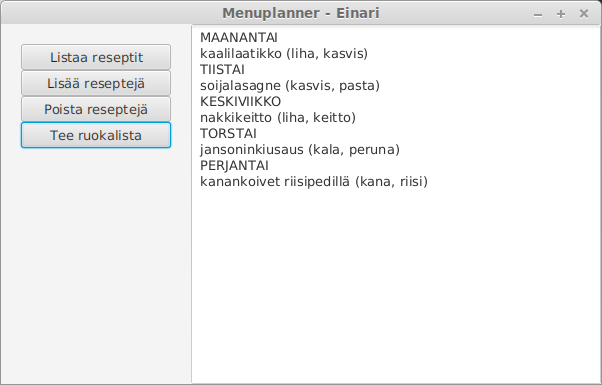 Menuplanner - Einari
Listaa reseptit
Lisää reseptejä
Poista reseptejä
Tee ruokalista
MAANANTAI
kaalilaatikko (liha, kasvis)
TIISTAI
soijalasagne (kasvis, pasta)
KESKIVIIKKO
nakkikeitto (liha, keitto)
TORSTAI
jansoninkiusaus (kala, peruna)
PERJANTAI
kanankoivet riisipedillä (kana, riisi)